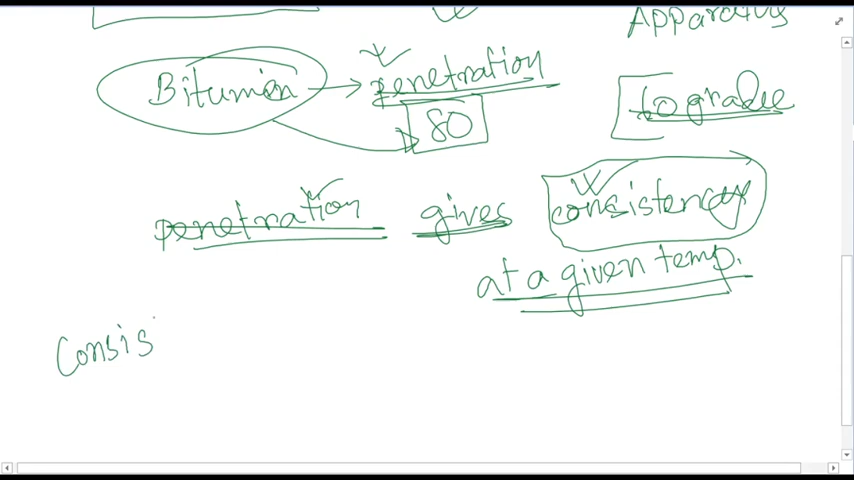 Apparatus
Bitumen → penetration
80
to grade
penetration gives consistency
at a given temp.
Consis